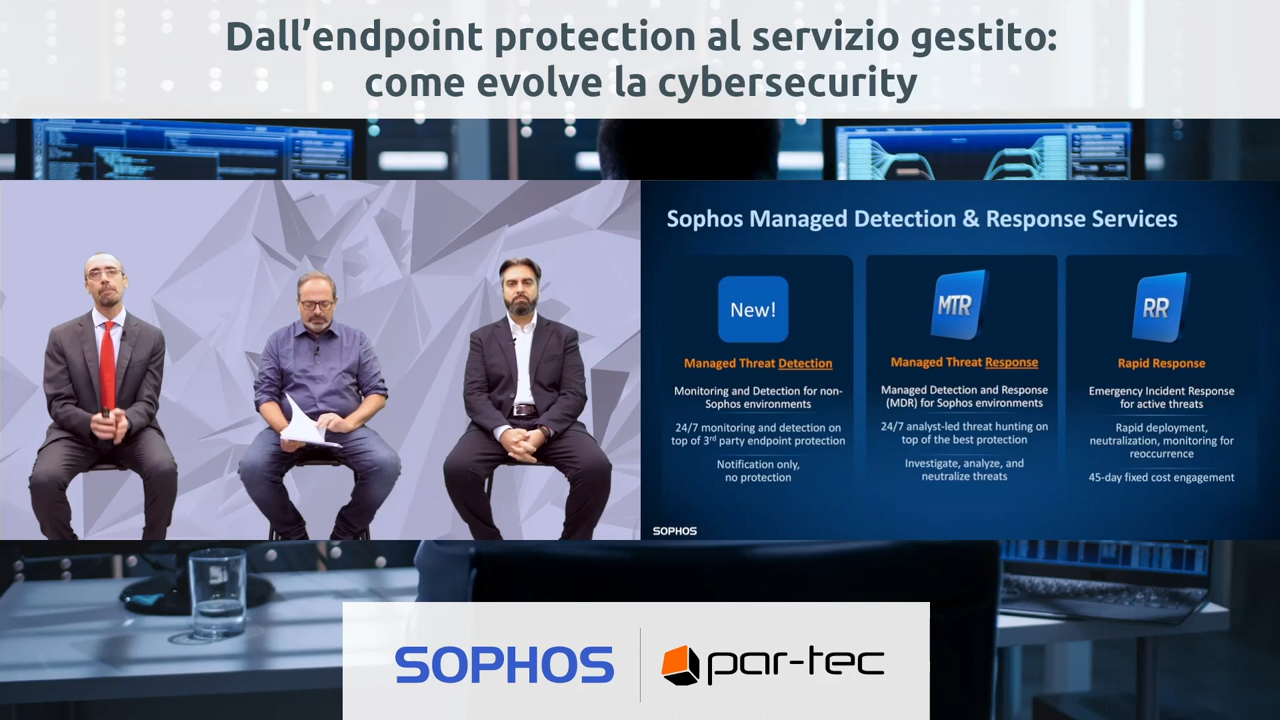 Dall’endpoint protection al servizio gestito:
come evolve la cybersecurity
Sophos Managed Detection & Response Services
New!
Managed Threat Detection
Monitoring and Detection for non-
Sophos environments
24/7 monitoring and detection on
top of 3rd party endpoint protection
Notification only,
no protection
MTR
Managed Threat Response
Managed Detection and Response
(MDR) for Sophos environments
24/7 analyst-led threat hunting on
top of the best protection
Investigate, analyze, and
neutralize threats
RR
Rapid Response
Emergency Incident Response
for active threats
Rapid deployment,
neutralization, monitoring for
reoccurrence
45-day fixed cost engagement
SOPHOS
SOPHOS
par-tec